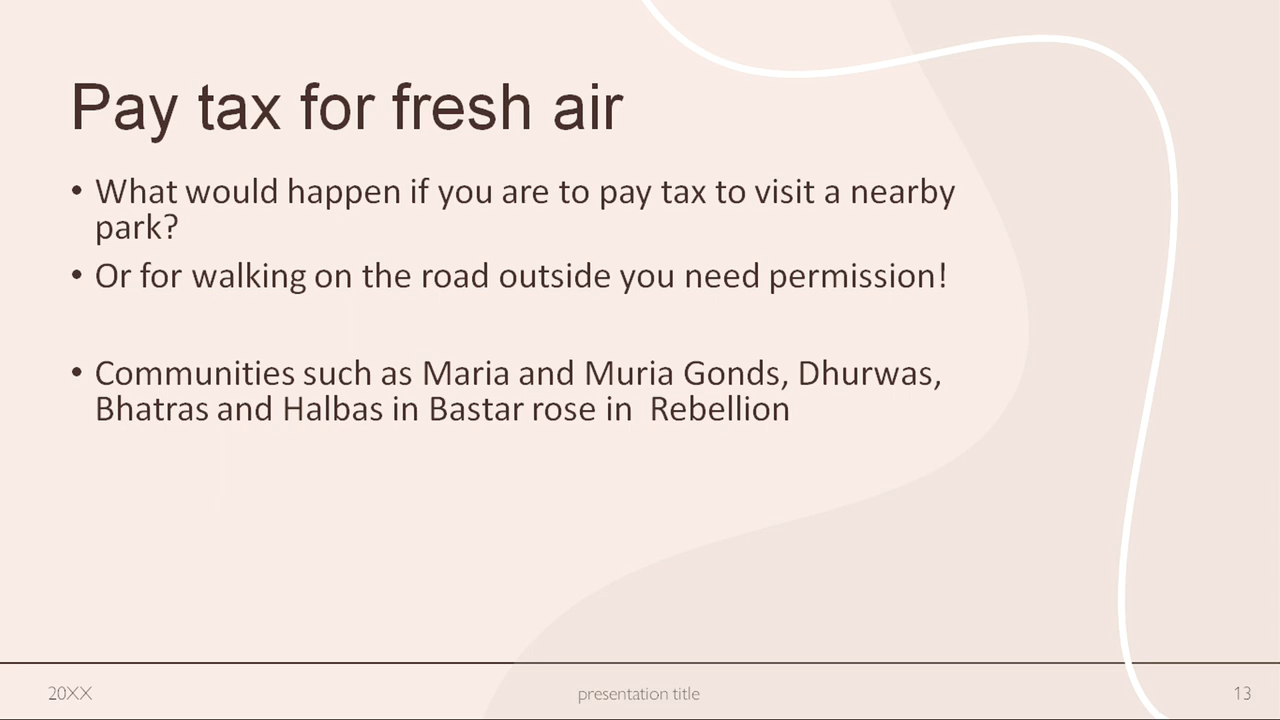 Pay tax for fresh air
• What would happen if you are to pay tax to visit a nearby
park?
• Or for walking on the road outside you need permission!
• Communities such as Maria and Muria Gonds, Dhurwas,
Bhatras and Halbas in Bastar rose in  Rebellion
20XX
presentation title
13